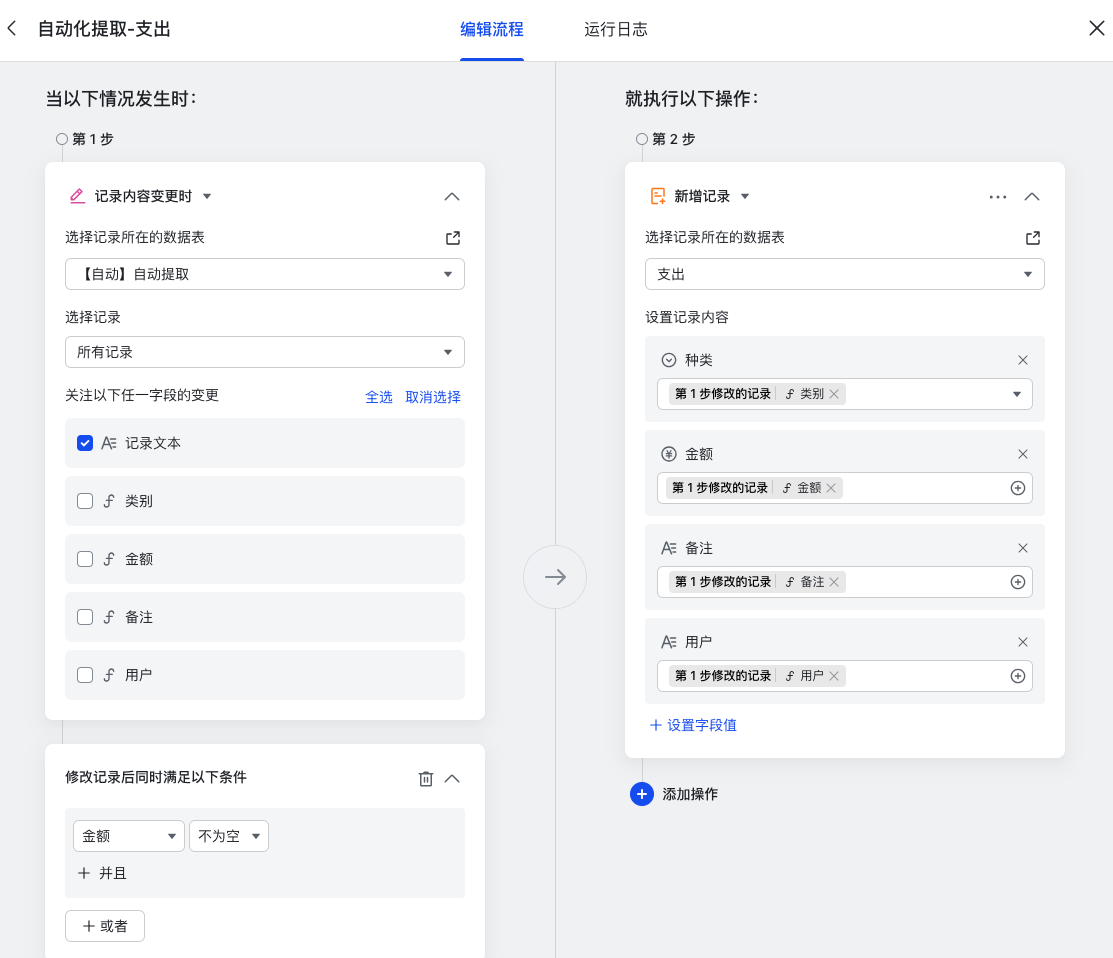 自动化提取-支出
编辑流程
运行日志
当以下情况发生时：
第 1 步
记录内容变更时
选择记录所在的数据表
【自动】自动提取
选择记录
所有记录
关注以下任一字段的变更
全选 取消选择
记录文本
类别
金额
备注
用户
修改记录后同时满足以下条件
金额 不为空
并且
或者
就执行以下操作：
第 2 步
新增记录
选择记录所在的数据表
支出
设置记录内容
种类
第 1 步修改的记录 类别
金额
第 1 步修改的记录 金额
备注
第 1 步修改的记录 备注
用户
第 1 步修改的记录 用户
设置字段值
添加操作